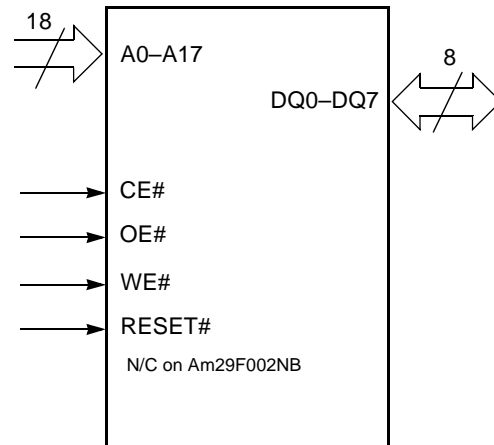 18
A0–A17
8
DQ0–DQ7
CE#
OE#
WE#
RESET#
N/C on Am29F002NB